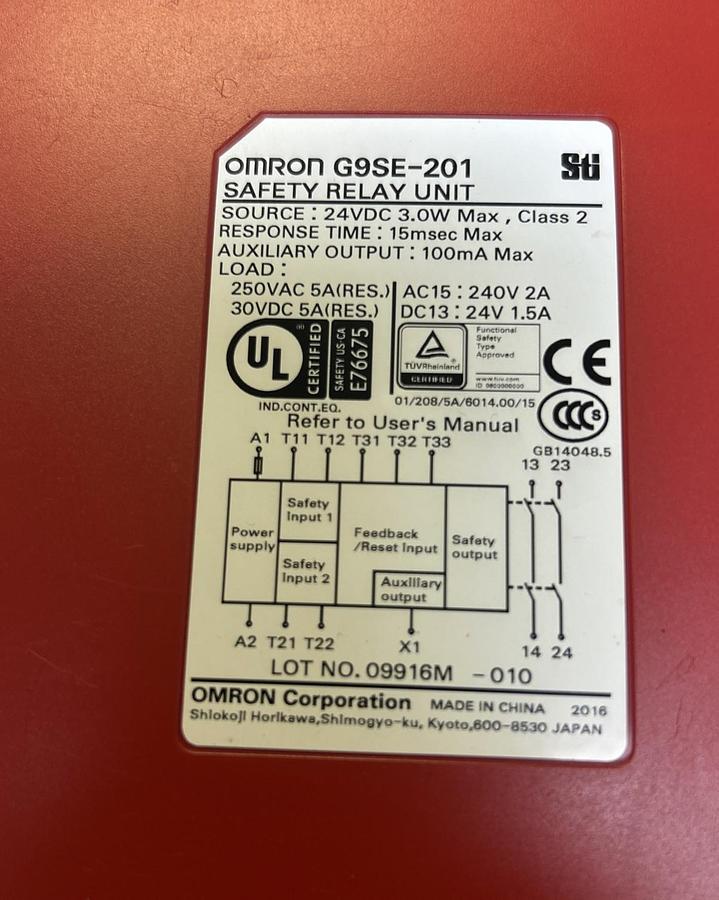 OMRON G9SE-201 Sti
SAFETY RELAY UNIT
SOURCE : 24VDC 3.0W Max , Class 2
RESPONSE TIME : 15msec Max
AUXILIARY OUTPUT : 100mA Max
LOAD :
250VAC 5A(RES.) AC15 : 240V 2A
30VDC 5A(RES.) DC13 : 24V 1.5A
UL ® CERTIFIED SAFETY US-CA E76675
TÜVRheinland
CERTIFIED
Functional
Safety
Type
Approved
www.tuv.com
ID 0600000000
CE
IND.CONT.EQ.
01/208/5A/6014.00/15
CCC S
Refer to User's Manual
GB14048.5
A1 T11 T12 T31 T32 T33
13 23
Power
supply
Safety
Input 1
Safety
Input 2
Feedback
/Reset Input
Auxiliary
output
Safety
output
A2 T21 T22 X1 14 24
LOT NO. 09916M -010
OMRON Corporation MADE IN CHINA 2016
Shiokoji Horikawa,Shimogyo-ku, Kyoto,600-8530 JAPAN